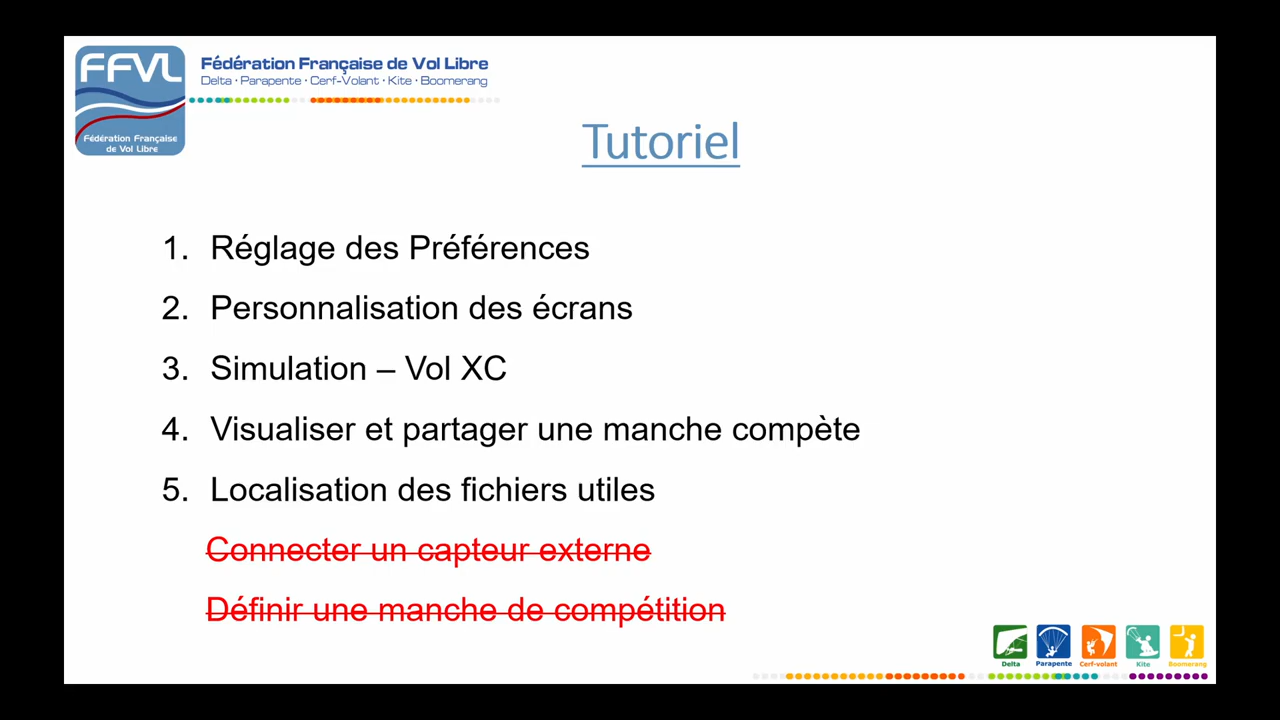 FFVL
Fédération Française
de Vol Libre
Fédération Française de Vol Libre
Delta · Parapente · Cerf-Volant · Kite · Boomerang
Tutoriel
1. Réglage des Préférences
2. Personnalisation des écrans
3. Simulation – Vol XC
4. Visualiser et partager une manche compète
5. Localisation des fichiers utiles
Connecter un capteur externe
Définir une manche de compétition
Delta Parapente Cerf-volant Kite Boomerang